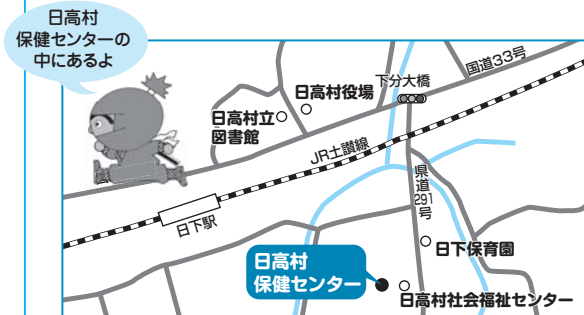 日高村
保健センターの
中にあるよ
国道33号
下分大橋
日高村役場
日高村立
図書館
JR土讃線
県道291号
日下駅
日下保育園
日高村
保健センター
日高村社会福祉センター